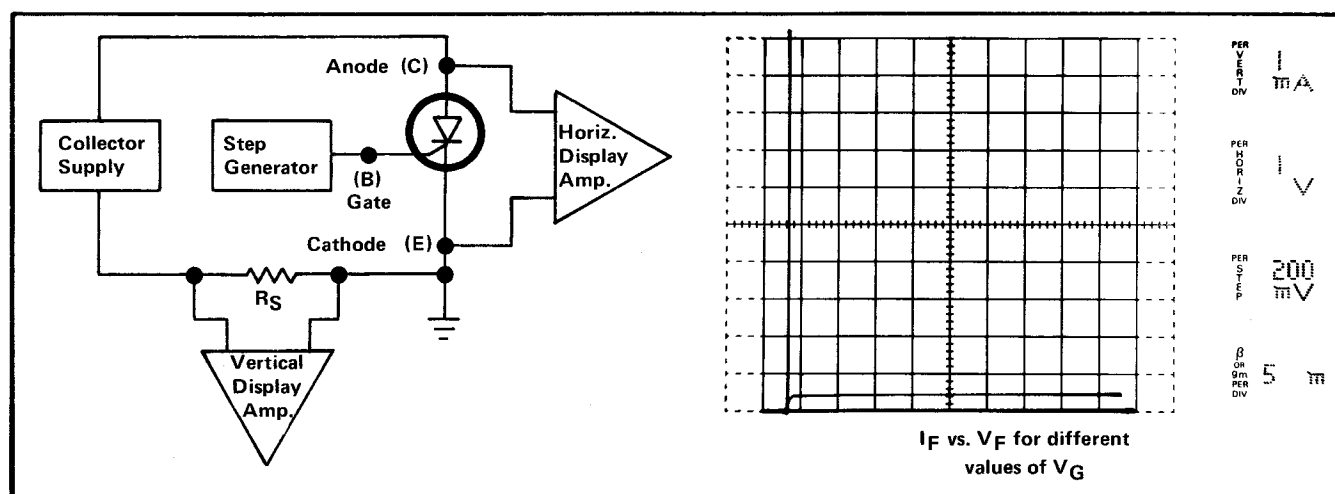 Anode (C)
Collector
Supply
Step
Generator
(B)
Gate
Horiz.
Display
Amp.
Cathode (E)
RS
Vertical
Display
Amp.
PER
VERT
DIV
1
mA
PER
HORIZ
DIV
1
V
PER
STEP
200
mV
β
OR
gm
PER
DIV
5 m
IF vs. VF for different
values of VG